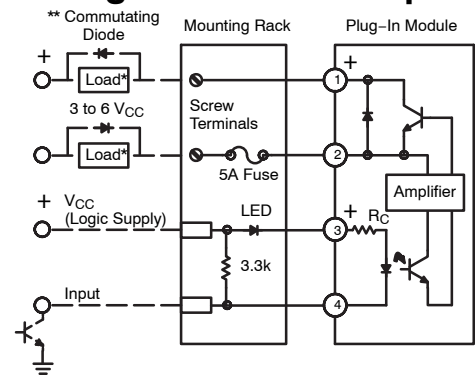 ** Commutating
Diode
Mounting Rack
Plug–In Module
+
Load*
3 to 6 VCC
Load*
Screw
Terminals
5A Fuse
+
1
2
Amplifier
+ VCC
(Logic Supply)
LED
3.3k
+
3
RC
4
Input